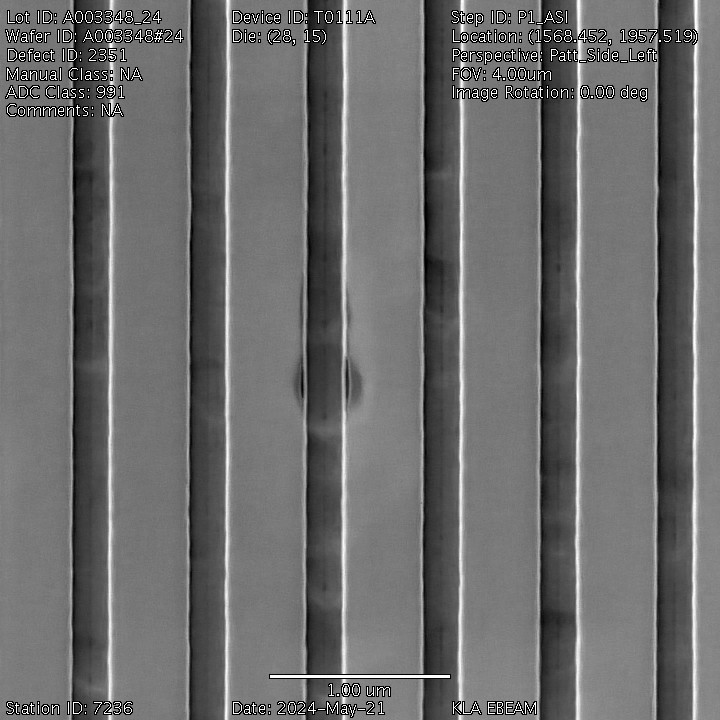 Lot ID: A003348_24
Wafer ID: A003348#24
Defect ID: 2351
Manual Class: NA
ADC Class: 991
Comments: NA
Device ID: T0111A
Die: (28, 15)
Step ID: P1_ASI
Location: (1568.452, 1957.519)
Perspective: Patt_Side_Left
FOV: 4.00um
Image Rotation: 0.00 deg
1.00 um
Station ID: 7236
Date: 2024-May-21
KLA EBEAM